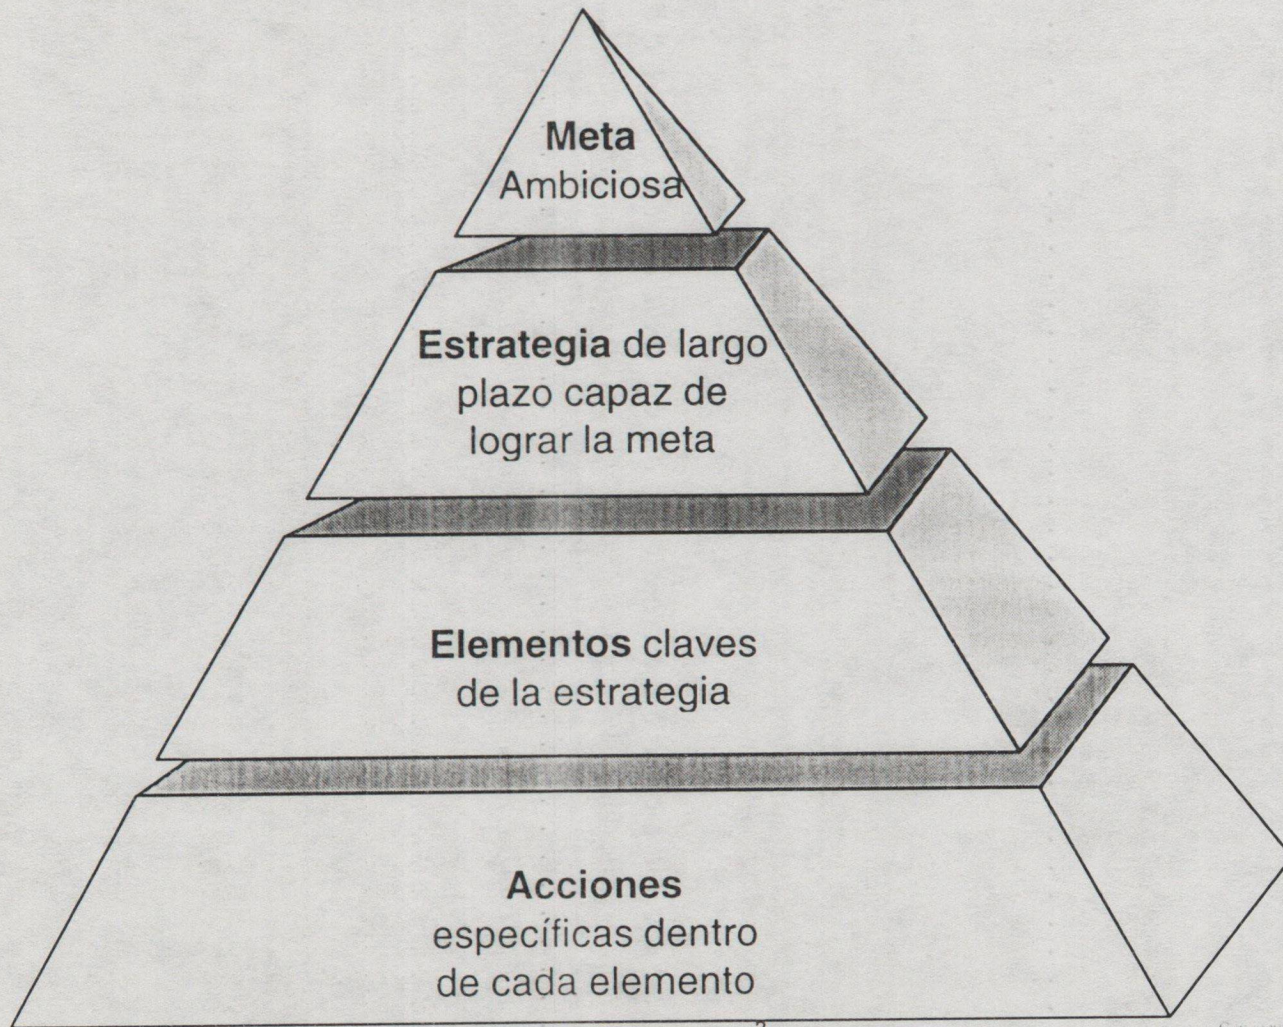 Meta
Ambiciosa
Estrategia de largo
plazo capaz de
lograr la meta
Elementos claves
de la estrategia
Acciones
específicas dentro
de cada elemento